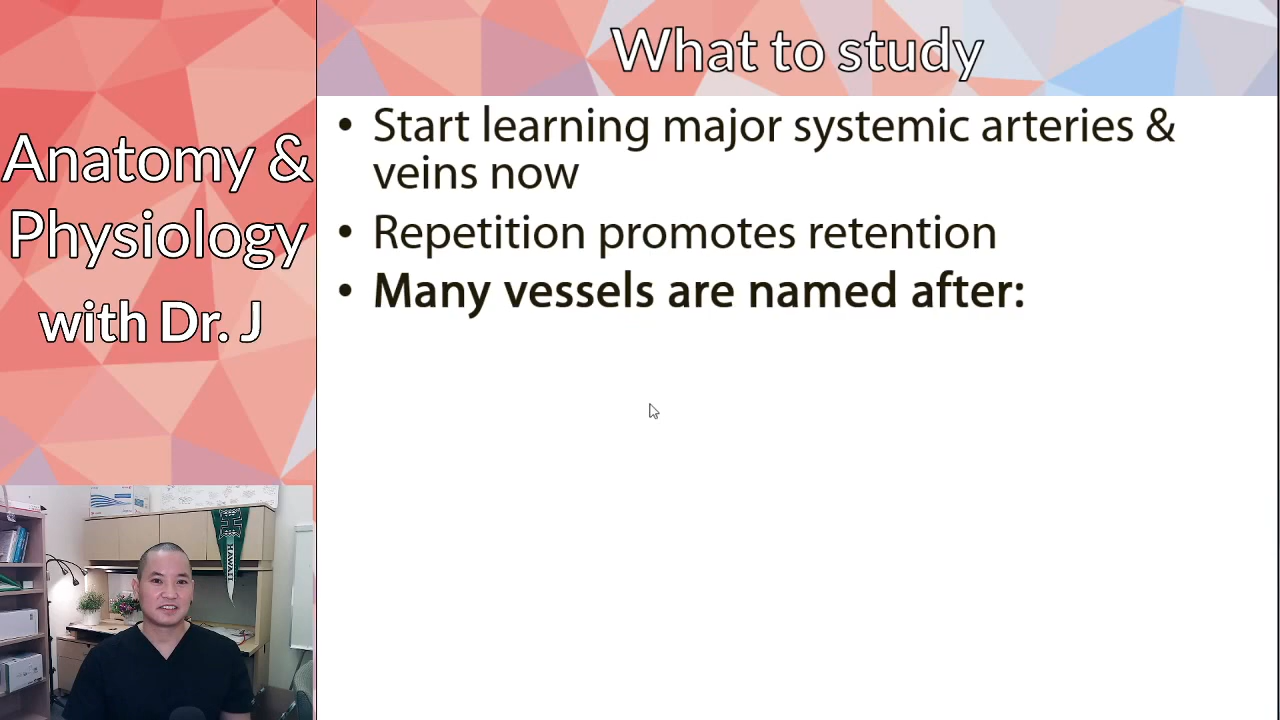 What to study
Anatomy &
Physiology
with Dr. J
• Start learning major systemic arteries &
veins now
• Repetition promotes retention
• Many vessels are named after:
H
HAWAII